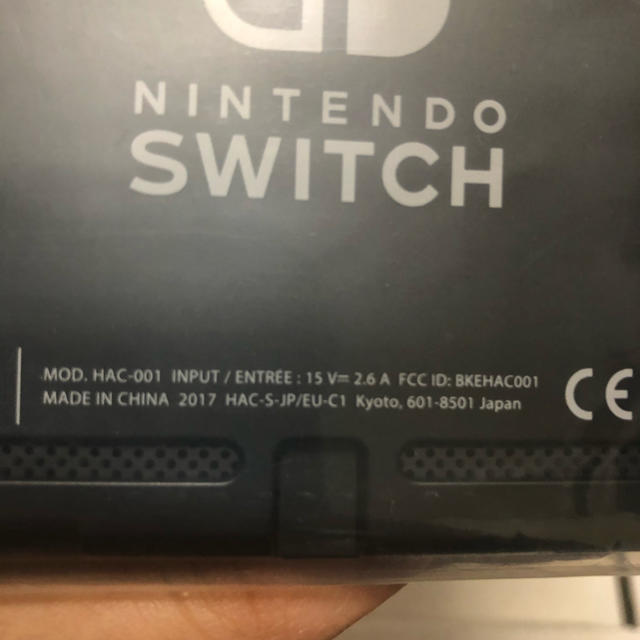 NINTENDO
SWITCH
MOD. HAC-001 INPUT / ENTRÉE : 15 V⎓ 2.6 A FCC ID: BKEHAC001
MADE IN CHINA 2017 HAC-S-JP/EU-C1 Kyoto, 601-8501 Japan
CE